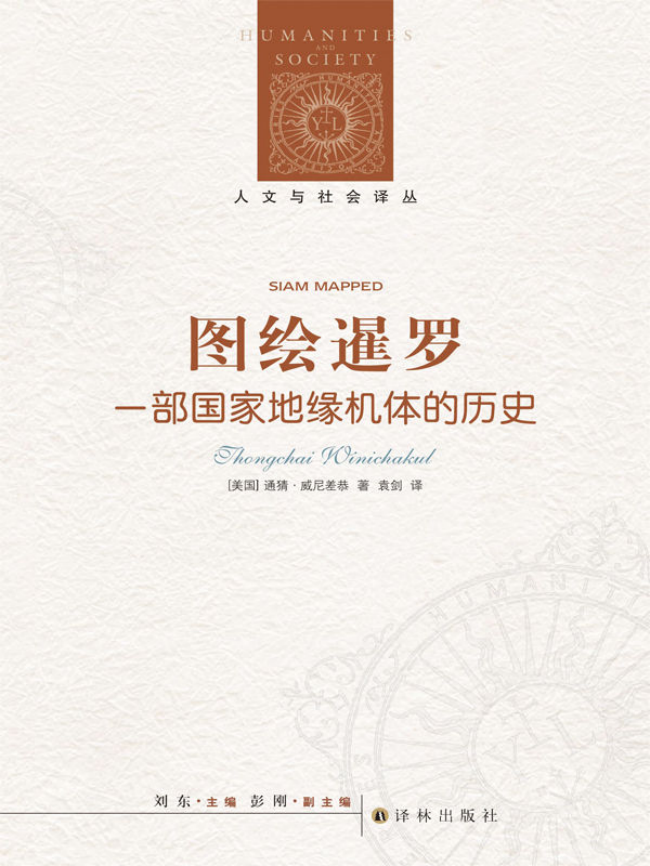 HUMANITIES
AND
SOCIETY
Y L
人文与社会译丛
SIAM MAPPED
图绘暹罗
一部国家地缘机体的历史
Thongchai Winichakul
[美国] 通猜·威尼差恭 著 袁剑 译
HUMANITI
YL
刘东·主编 彭刚·副主编
译林出版社